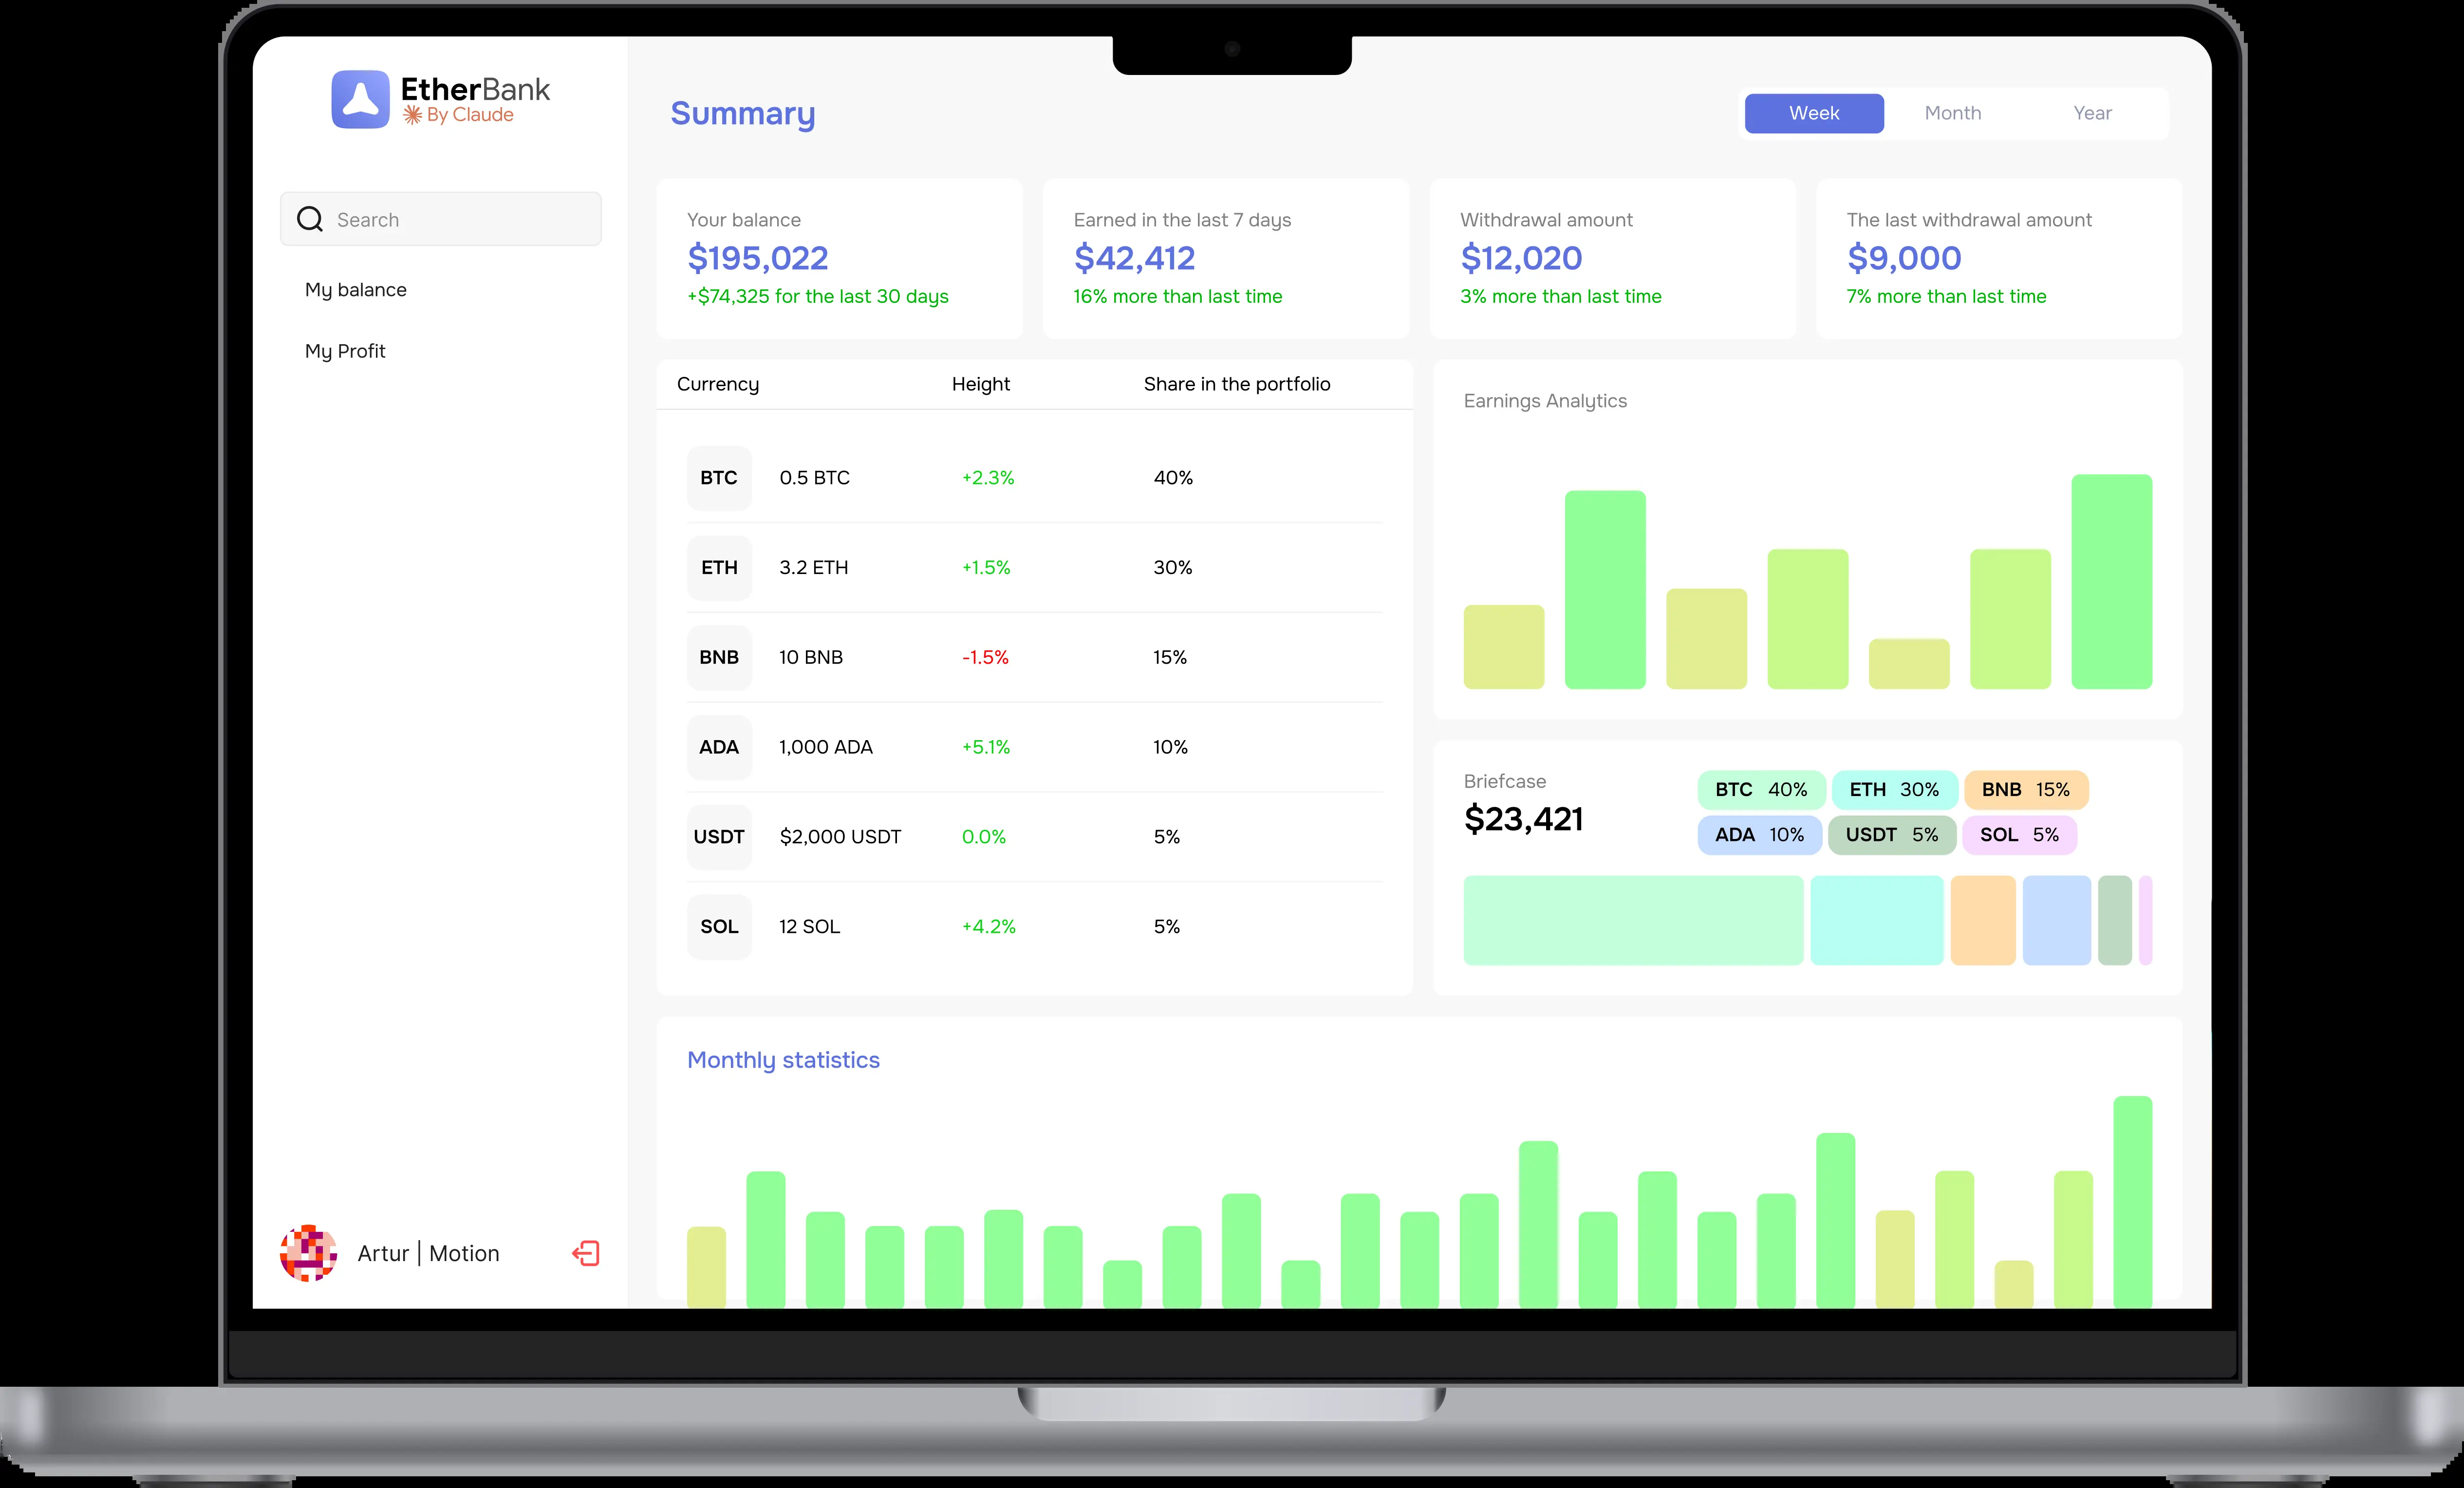 EtherBank
By Claude
Search
My balance
My Profit
Artur | Motion
Summary
Week Month Year
Your balance
$195,022
+$74,325 for the last 30 days
Earned in the last 7 days
$42,412
16% more than last time
Withdrawal amount
$12,020
3% more than last time
The last withdrawal amount
$9,000
7% more than last time
Currency Height Share in the portfolio
BTC 0.5 BTC +2.3% 40%
ETH 3.2 ETH +1.5% 30%
BNB 10 BNB -1.5% 15%
ADA 1,000 ADA +5.1% 10%
USDT $2,000 USDT 0.0% 5%
SOL 12 SOL +4.2% 5%
Earnings Analytics
Briefcase
$23,421
BTC 40% ETH 30% BNB 15%
ADA 10% USDT 5% SOL 5%
Monthly statistics